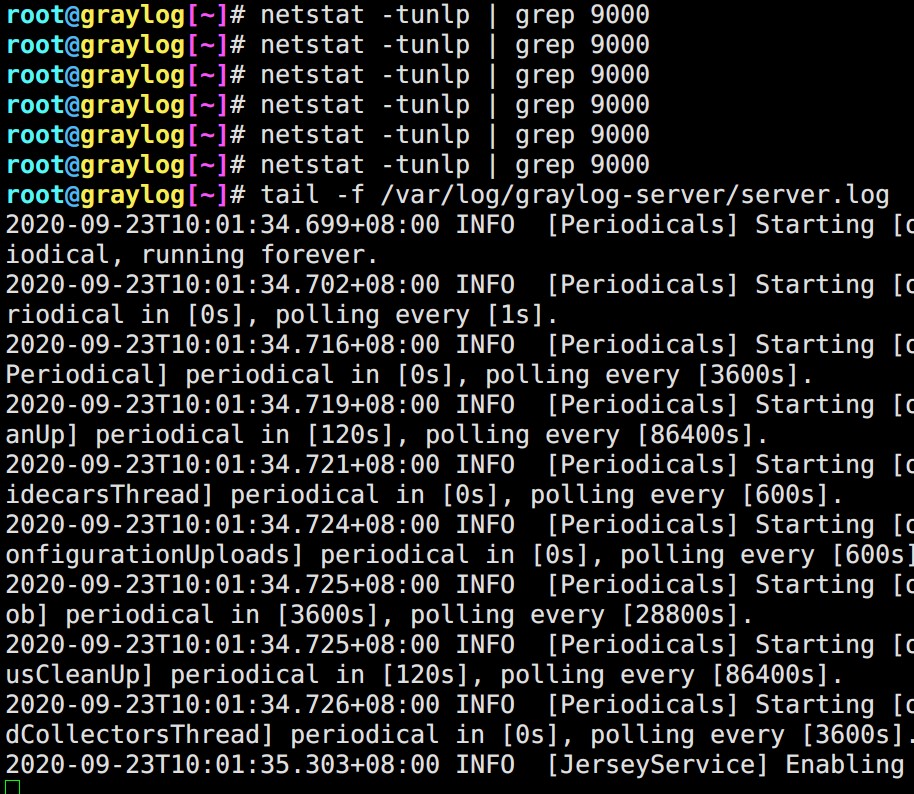 root@graylog[~]# netstat -tunlp | grep 9000
root@graylog[~]# netstat -tunlp | grep 9000
root@graylog[~]# netstat -tunlp | grep 9000
root@graylog[~]# netstat -tunlp | grep 9000
root@graylog[~]# netstat -tunlp | grep 9000
root@graylog[~]# netstat -tunlp | grep 9000
root@graylog[~]# tail -f /var/log/graylog-server/server.log
2020-09-23T10:01:34.699+08:00 INFO  [Periodicals] Starting [
iodical, running forever.
2020-09-23T10:01:34.702+08:00 INFO  [Periodicals] Starting [
riodical in [0s], polling every [1s].
2020-09-23T10:01:34.716+08:00 INFO  [Periodicals] Starting [
Periodical] periodical in [0s], polling every [3600s].
2020-09-23T10:01:34.719+08:00 INFO  [Periodicals] Starting [
anUp] periodical in [120s], polling every [86400s].
2020-09-23T10:01:34.721+08:00 INFO  [Periodicals] Starting [
idecarsThread] periodical in [0s], polling every [600s].
2020-09-23T10:01:34.724+08:00 INFO  [Periodicals] Starting [
onfigurationUploads] periodical in [0s], polling every [600s]
2020-09-23T10:01:34.725+08:00 INFO  [Periodicals] Starting [
ob] periodical in [3600s], polling every [28800s].
2020-09-23T10:01:34.725+08:00 INFO  [Periodicals] Starting [
usCleanUp] periodical in [120s], polling every [86400s].
2020-09-23T10:01:34.726+08:00 INFO  [Periodicals] Starting [
dCollectorsThread] periodical in [0s], polling every [3600s].
2020-09-23T10:01:35.303+08:00 INFO  [JerseyService] Enabling